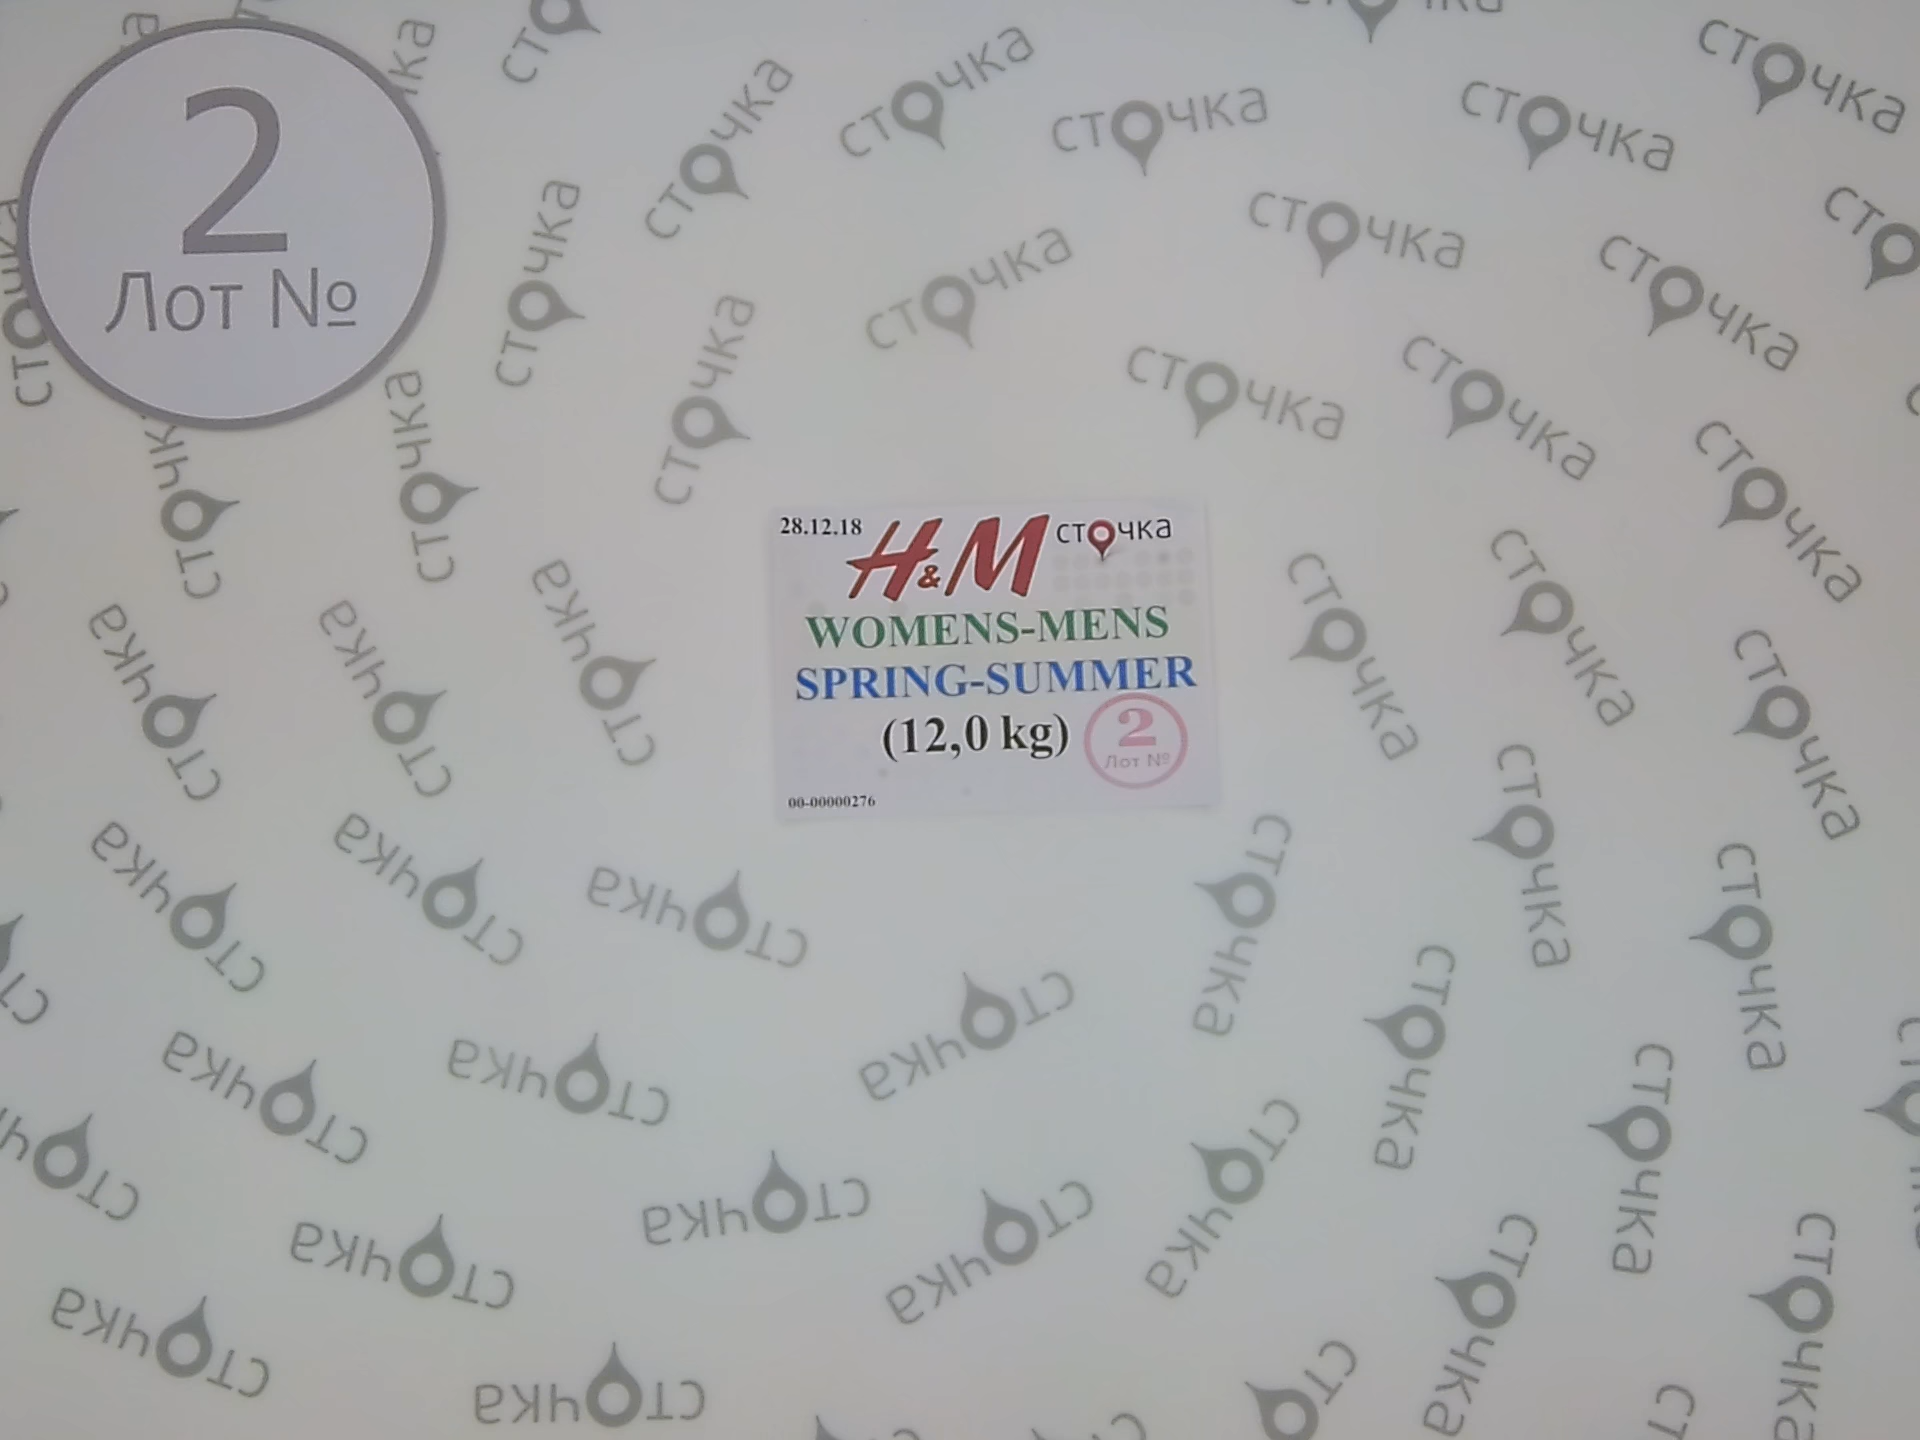 2
Лот №
28.12.18 H&M сточка
WOMENS-MENS
SPRING-SUMMER
(12,0 kg) 2
Лот №
00-00000276
сточка